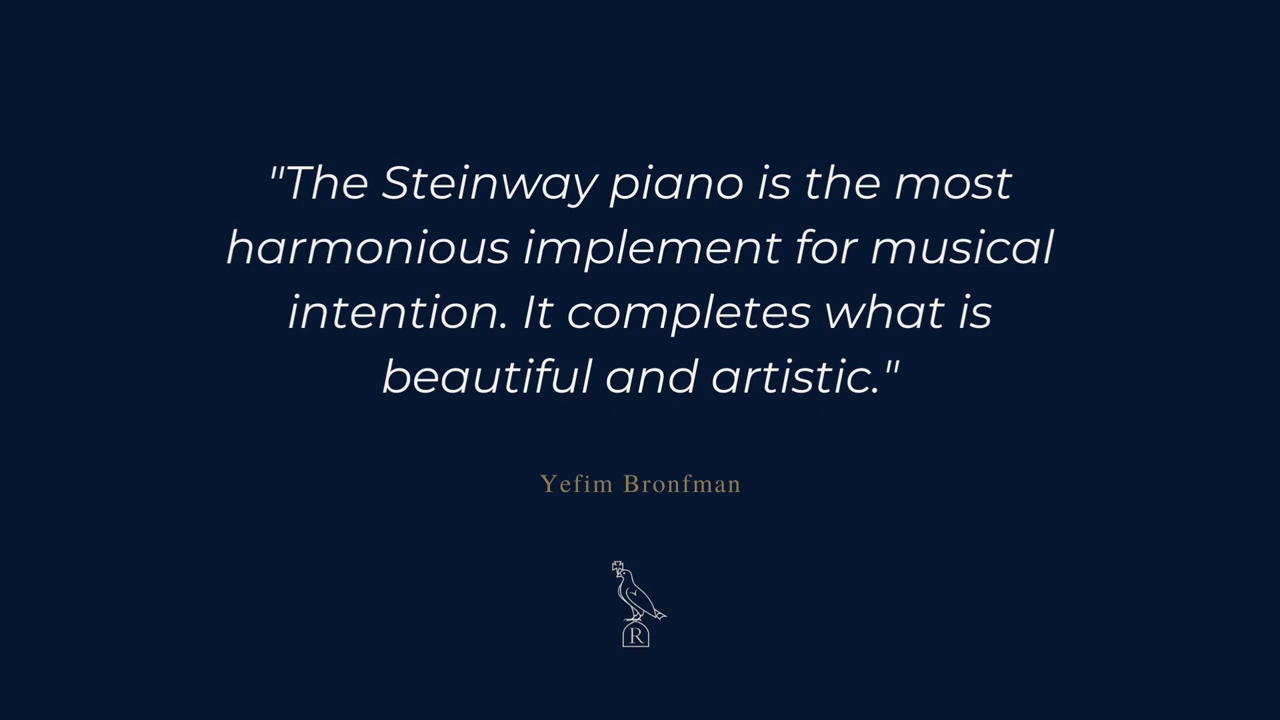 "The Steinway piano is the most
harmonious implement for musical
intention. It completes what is
beautiful and artistic."
Yefim Bronfman
R